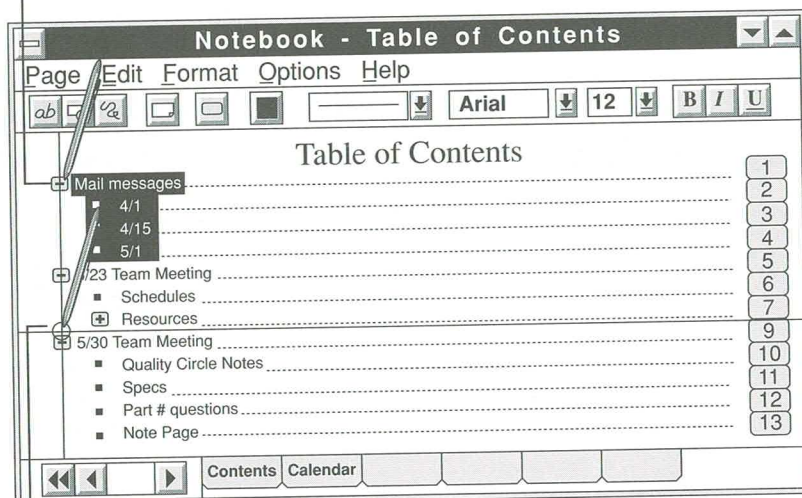 Notebook - Table of Contents
Page Edit Format Options Help
ab Arial 12 B I U
Table of Contents
Mail messages 1
4/1 2
4/15 3
5/1 4
/23 Team Meeting 5
Schedules 6
Resources 7
5/30 Team Meeting 9
Quality Circle Notes 10
Specs 11
Part # questions 12
Note Page 13
Contents Calendar